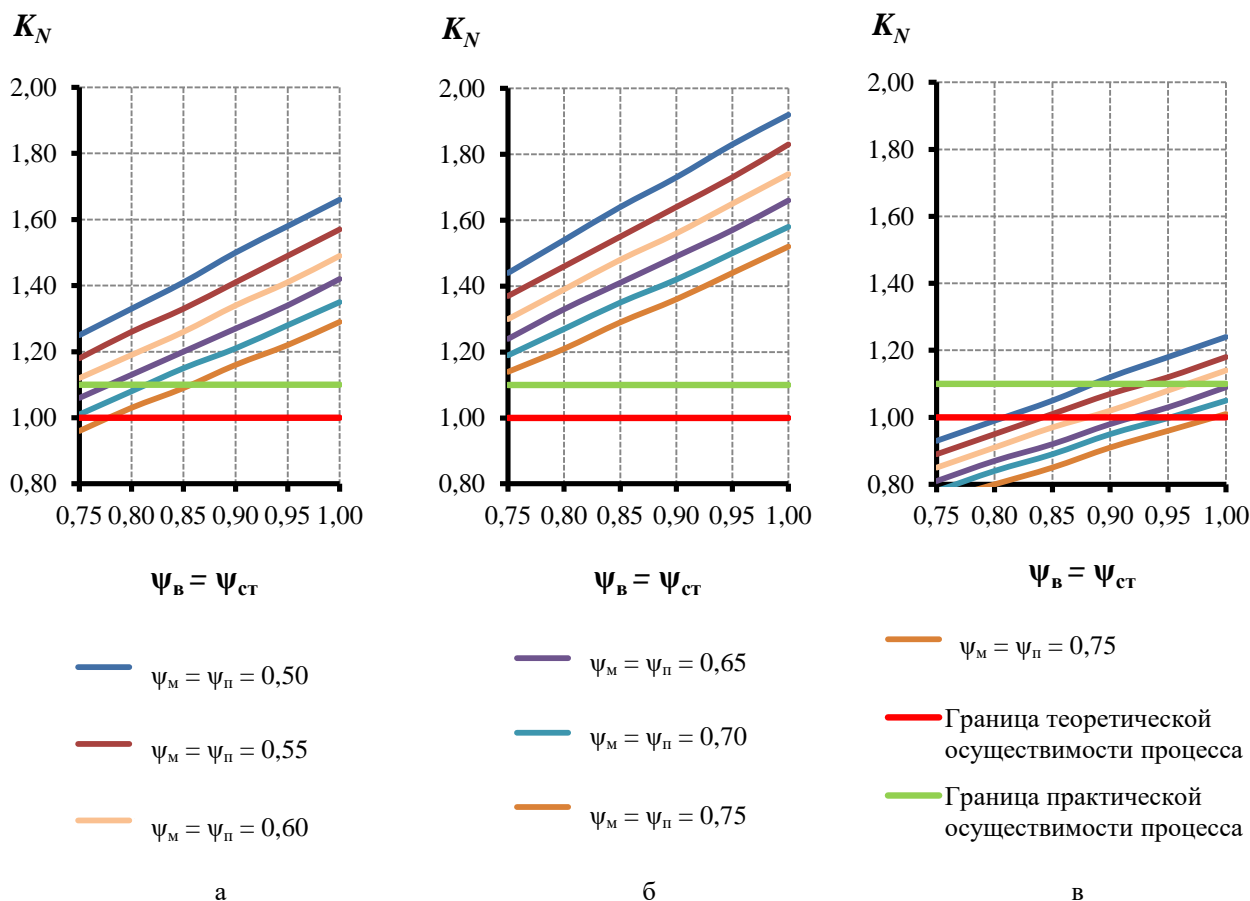 K_N
K_N
K_N
2,00
1,80
1,60
1,40
1,20
1,00
0,80
0,75 0,80 0,85 0,90 0,95 1,00
ψв = ψст
2,00
1,80
1,60
1,40
1,20
1,00
0,80
0,75 0,80 0,85 0,90 0,95 1,00
ψв = ψст
2,00
1,80
1,60
1,40
1,20
1,00
0,80
0,75 0,80 0,85 0,90 0,95 1,00
ψв = ψст
ψм = ψп = 0,50
ψм = ψп = 0,55
ψм = ψп = 0,60
ψм = ψп = 0,65
ψм = ψп = 0,70
ψм = ψп = 0,75
ψм = ψп = 0,75
Граница теоретической
осуществимости процесса
Граница практической
осуществимости процесса
а
б
в